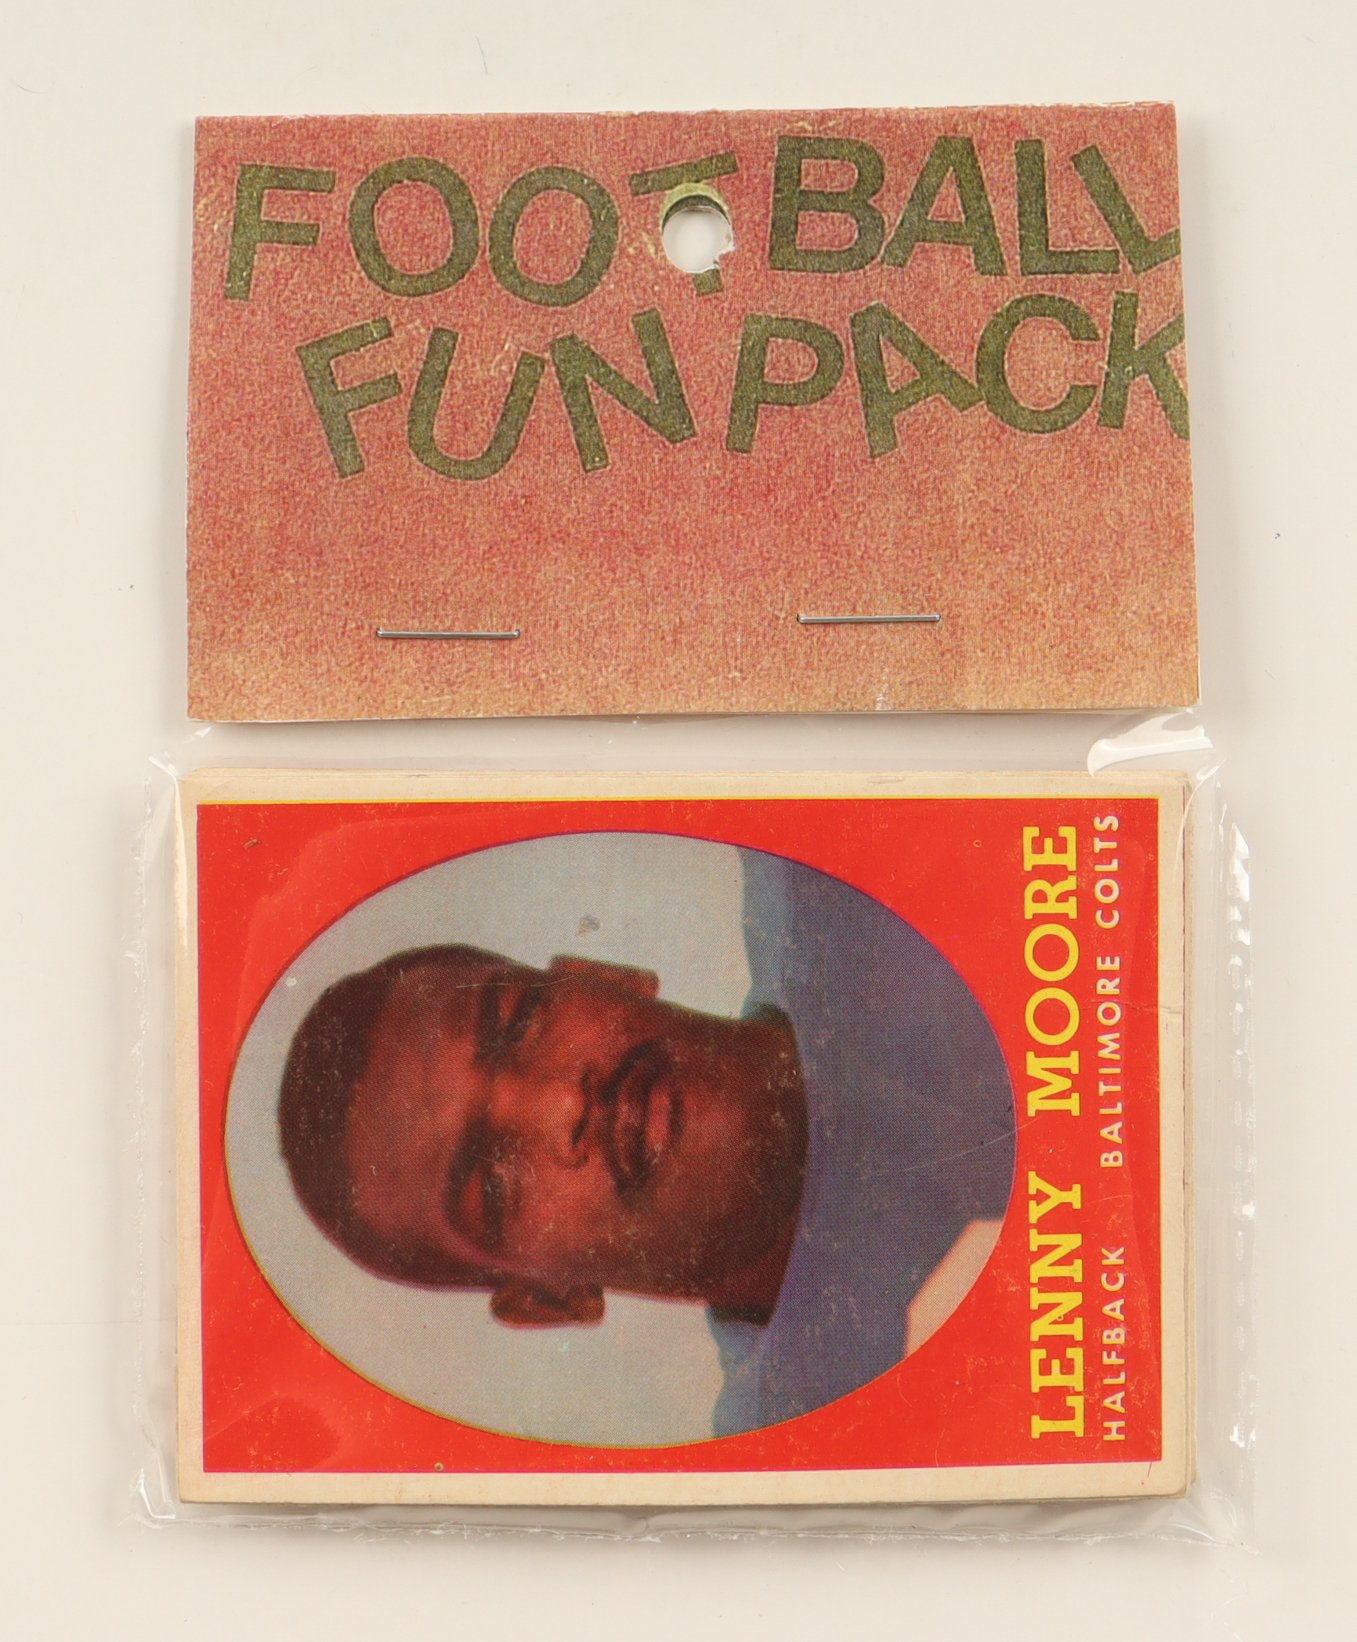 FOOTBALL
FUN PACK
LENNY MOORE
HALFBACK BALTIMORE COLTS